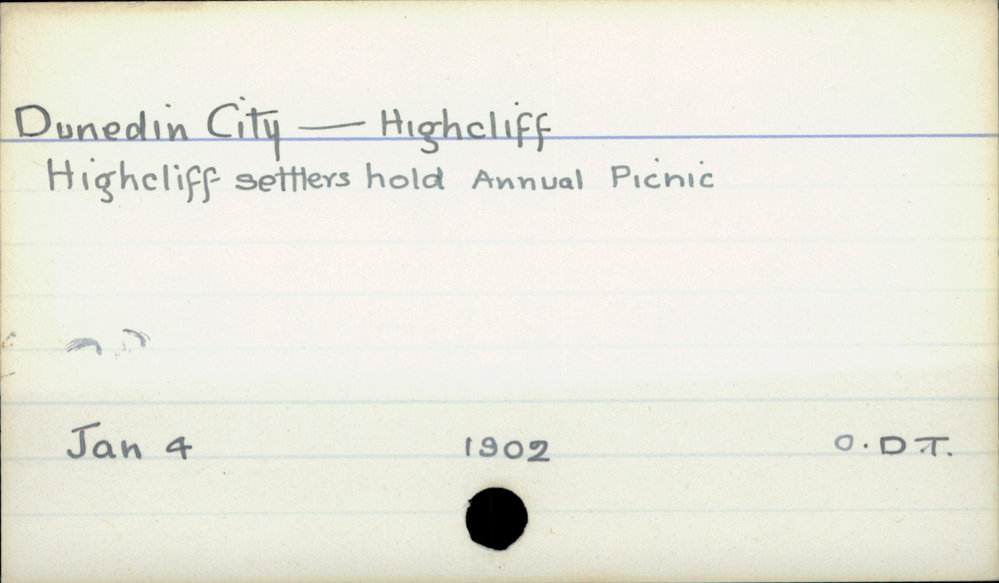 Dunedin City — Highcliff
Highcliff settlers hold Annual Picnic
Jan 4 1902 O.D T.